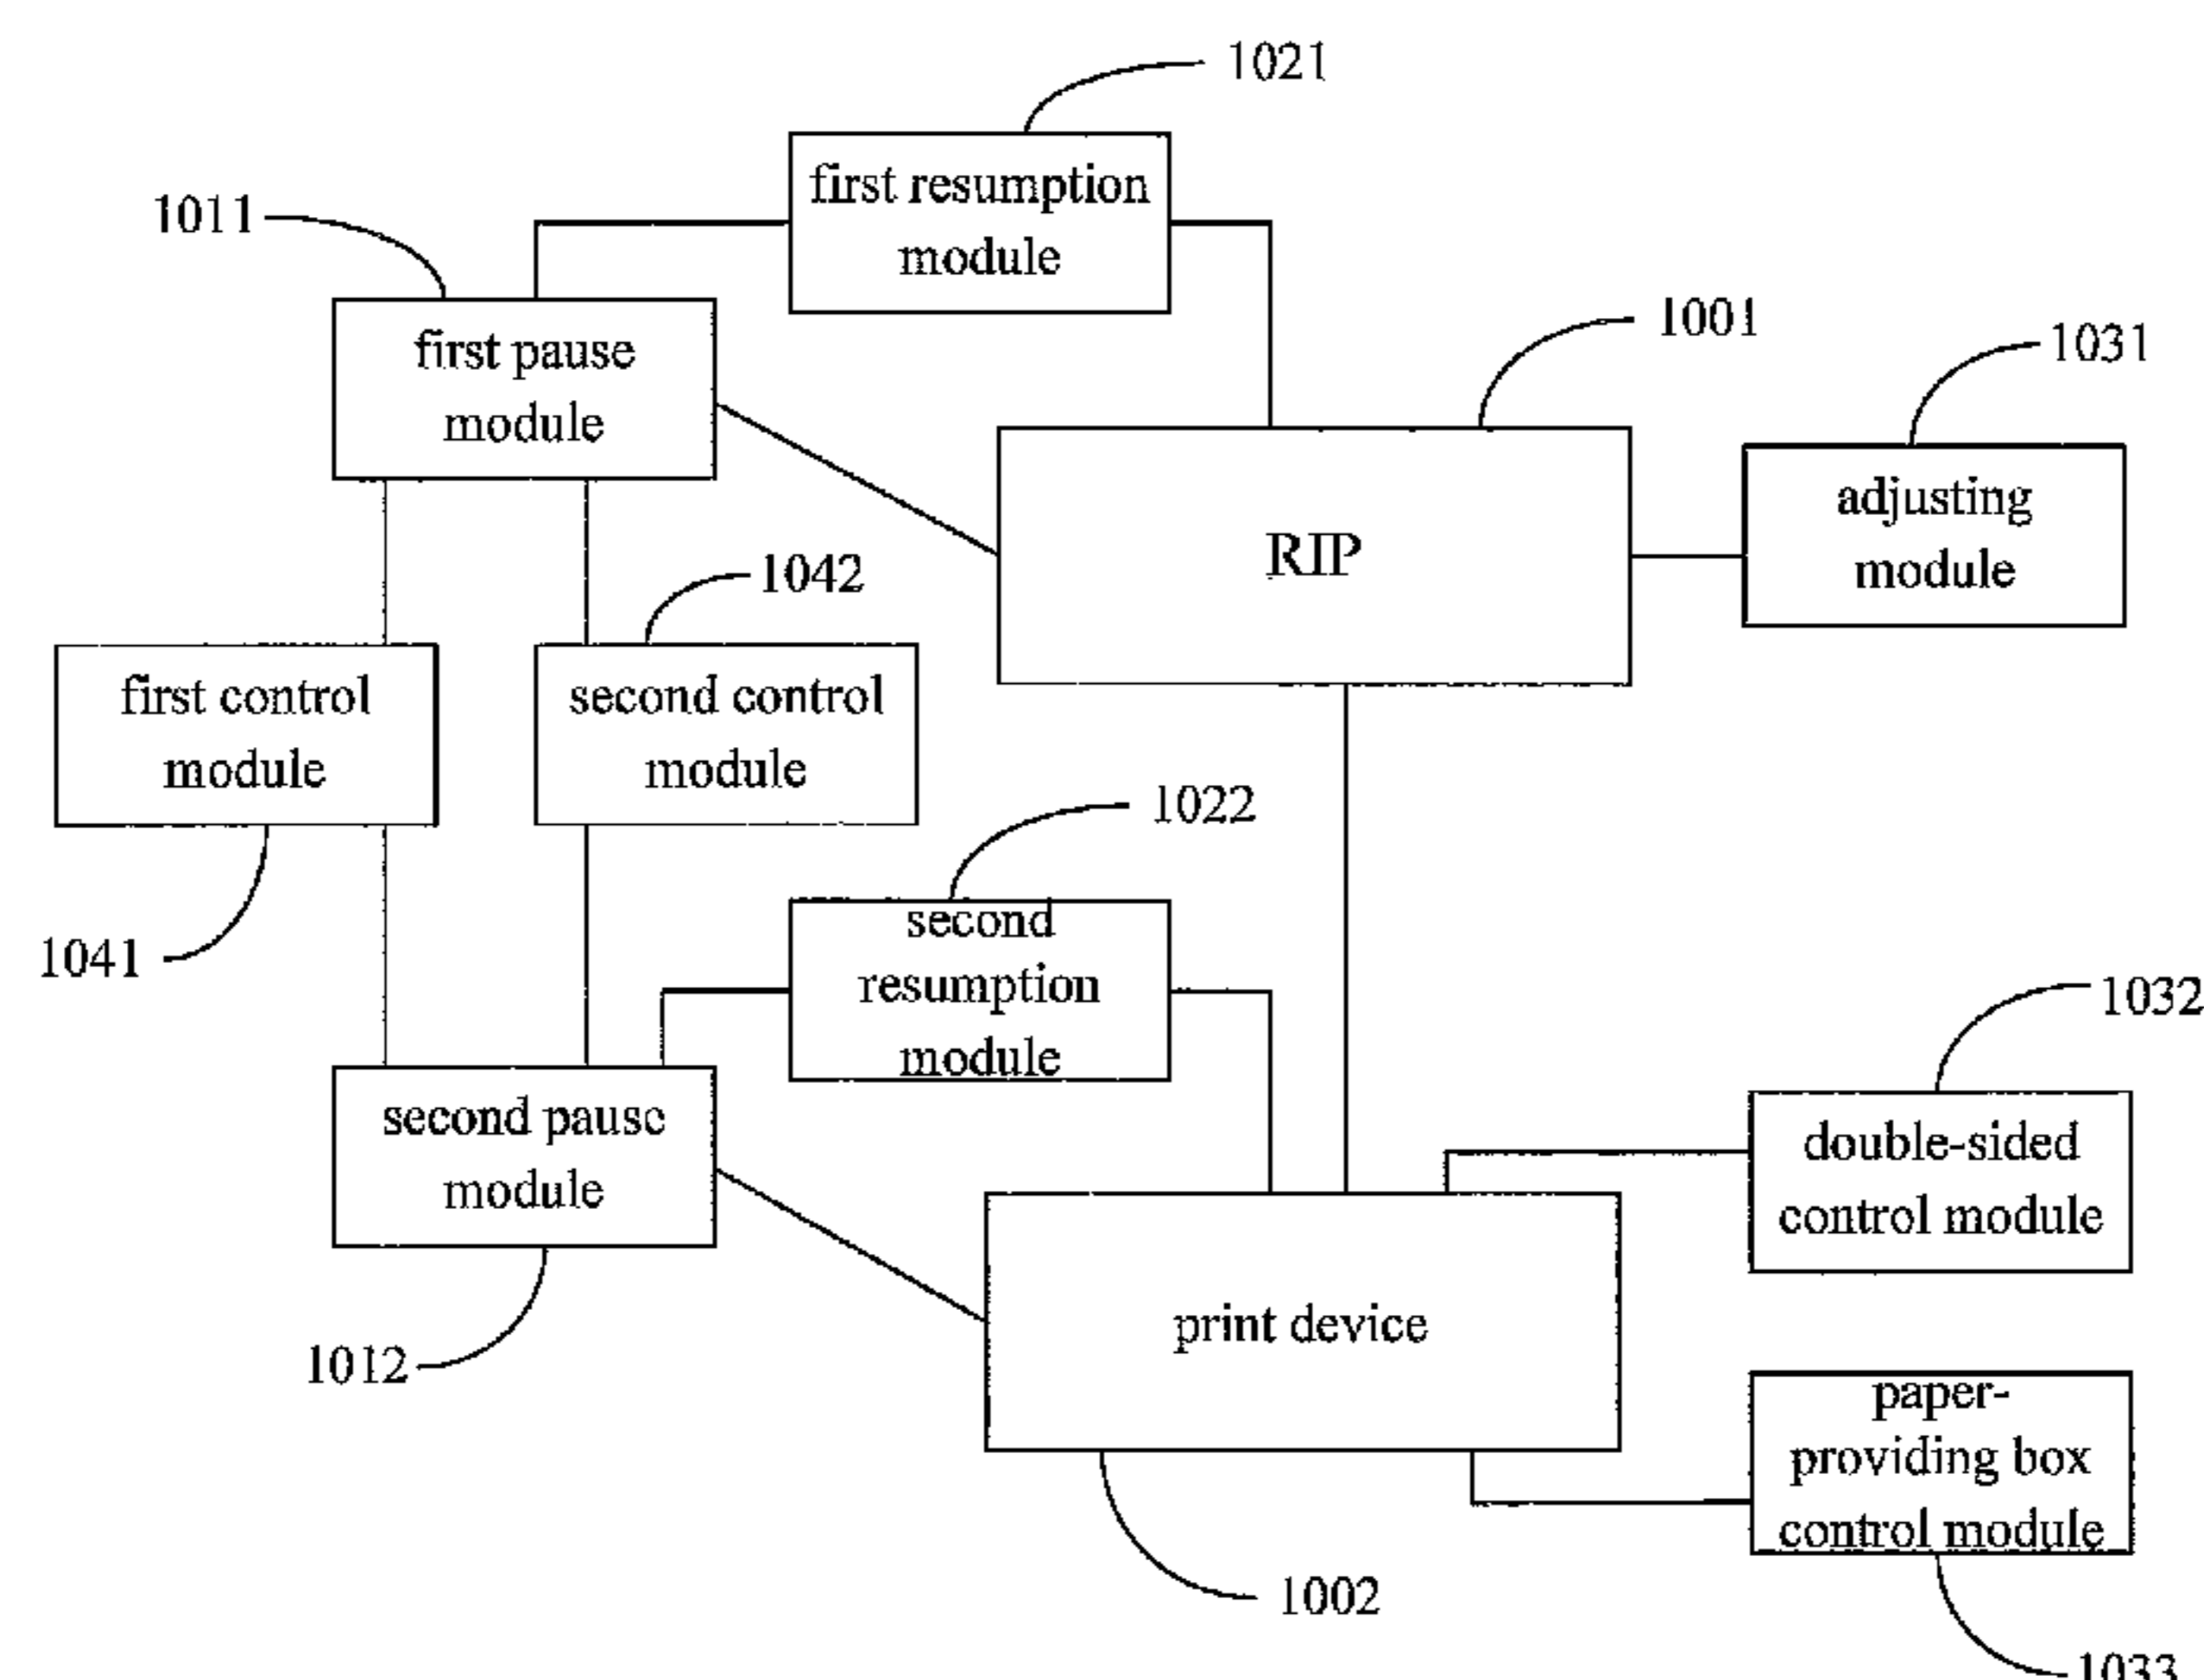 1021
first resumption
module
1011
first pause
module
1001
1031
RIP
adjusting
module
1042
first control
module
second control
module
1022
1041
second
resumption
module
1032
second pause
module
double-sided
control module
print device
1012
paper-
providing box
control module
1002
1033